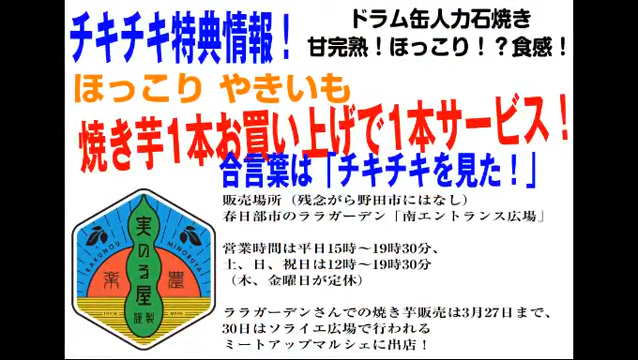 チキチキ特典情報！
ドラム缶人力石焼き
甘完熟！ほっこり！？食感！
ほっこり やきいも
焼き芋1本お買い上げで1本サービス！
合言葉は「チキチキを見た！」
販売場所（残念がら野田市にはなし）
春日部市のララガーデン「南エントランス広場」
営業時間は平日15時〜19時30分、
土、日、祝日は12時〜19時30分
（木、金曜日が定休）
ララガーデンさんでの焼き芋販売は3月27日まで、
30日はソライエ広場で行われる
ミートアップマルシェに出店！
実のる屋
謹製
楽 農
RAKUNOU
MINORUYA